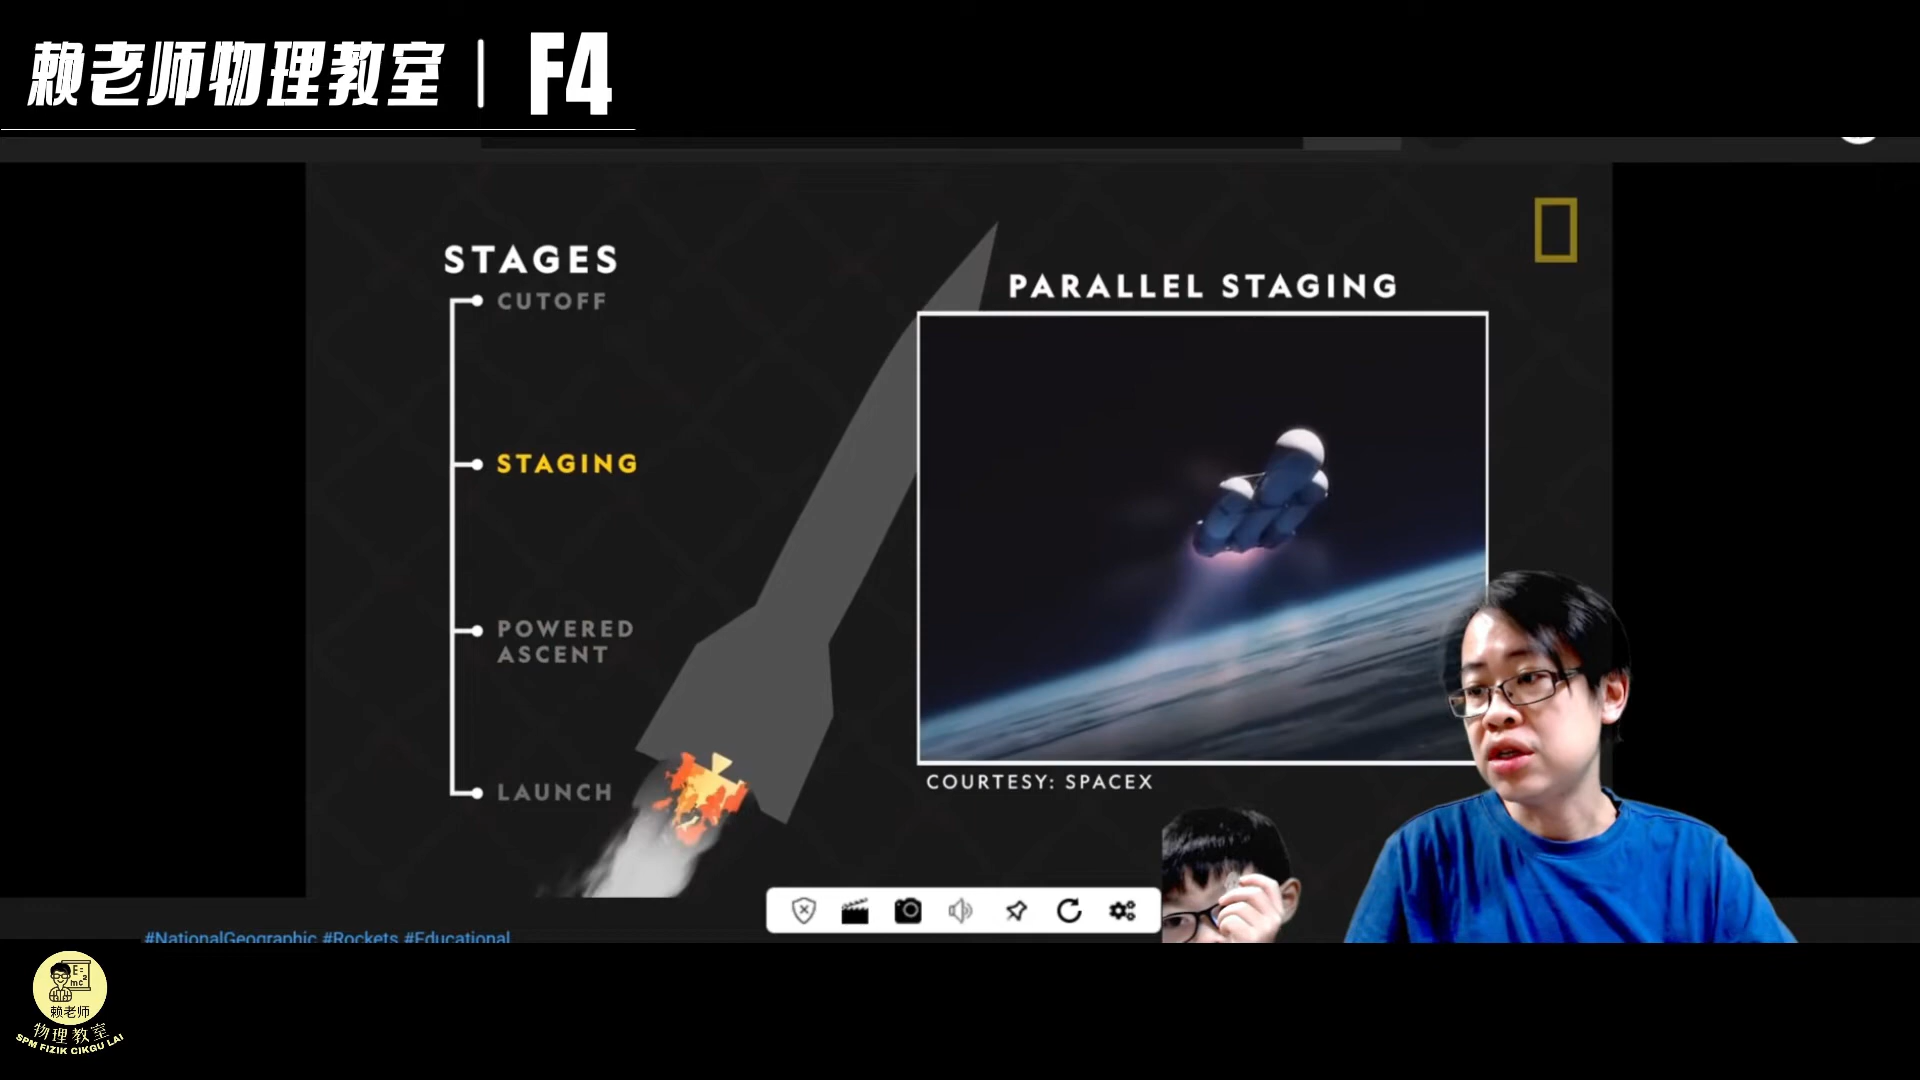 赖老师物理教室 | F4
STAGES
CUTOFF
STAGING
POWERED
ASCENT
LAUNCH
PARALLEL STAGING
COURTESY: SPACEX
#NationalGeographic #Rockets #Educational
E=
mc²
赖老师
物理教室
SPM FIZIK CIKGU LAI